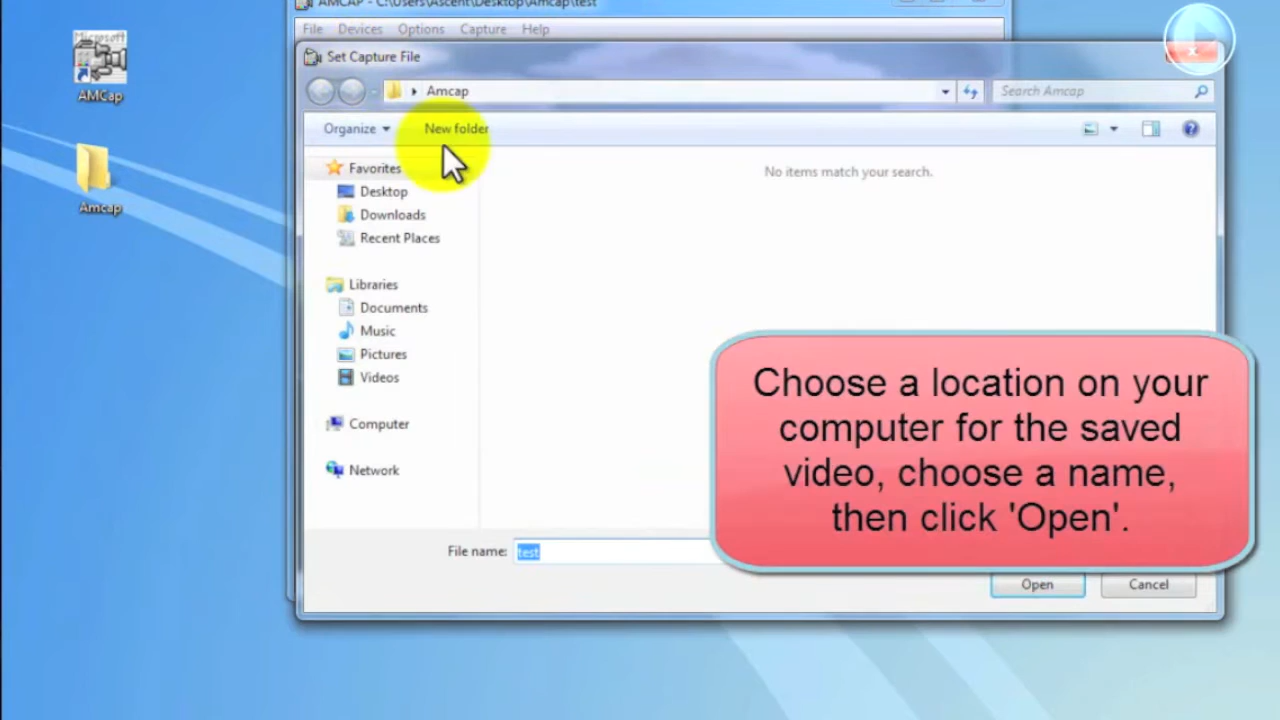 AMCAP - C:\Users\Ascent\Desktop\Amcap\test
File Devices Options Capture Help
Microsoft
AMCap
Amcap
Set Capture File
Amcap
Search Amcap
Organize New folder
No items match your search.
Favorites
Desktop
Downloads
Recent Places
Libraries
Documents
Music
Pictures
Videos
Computer
Network
Choose a location on your
computer for the saved
video, choose a name,
then click 'Open'.
File name: test
Open Cancel